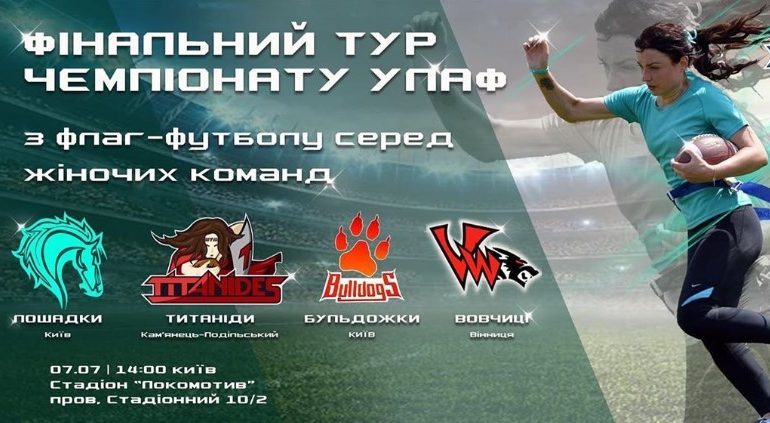 ФІНАЛЬНИЙ ТУР
ЧЕМПІОНАТУ УЛАФ
з флаг-футболу серед
жіночих команд
TITANIDES
Bulldogs
W
ЛОШАДКИ
ТИТАНІДИ
БУЛЬДОЖКИ
ВОВЧИЦІ
Київ
Кам'янець-Подільський
київ
Вінниця
07.07 | 14:00 київ
Стадіон "Локомотив"
пров, Стадіонний 10/2